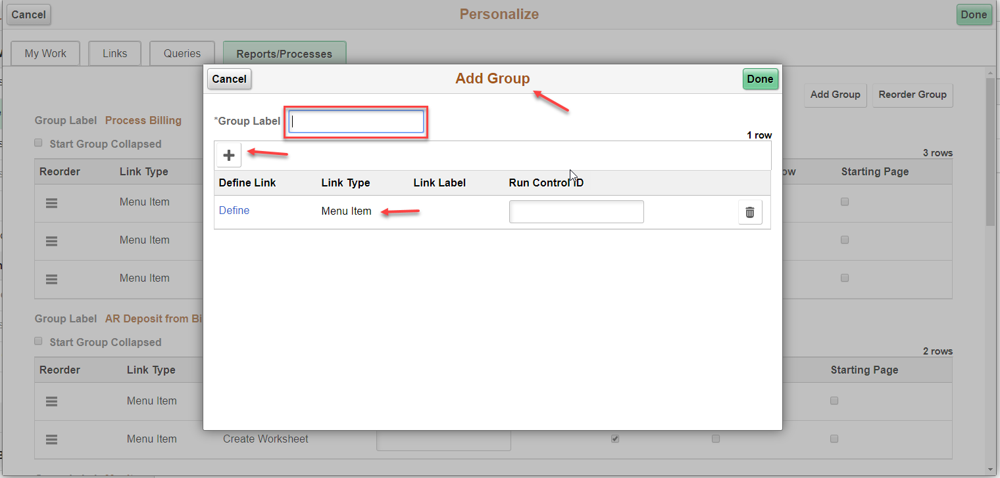 Cancel Personalize Done
My Work Links Queries Reports/Processes
Cancel Add Group Done
Add Group Reorder Group
*Group Label
Group Label Process Billing
1 row
Start Group Collapsed
3 rows
Reorder Link Type Starting Page
Define Link Link Type Link Label Run Control ID
Menu Item
Define Menu Item
Menu Item
Menu Item
Group Label AR Deposit from Bi
Start Group Collapsed
2 rows
Reorder Link Type Starting Page
Menu Item
Menu Item Create Worksheet